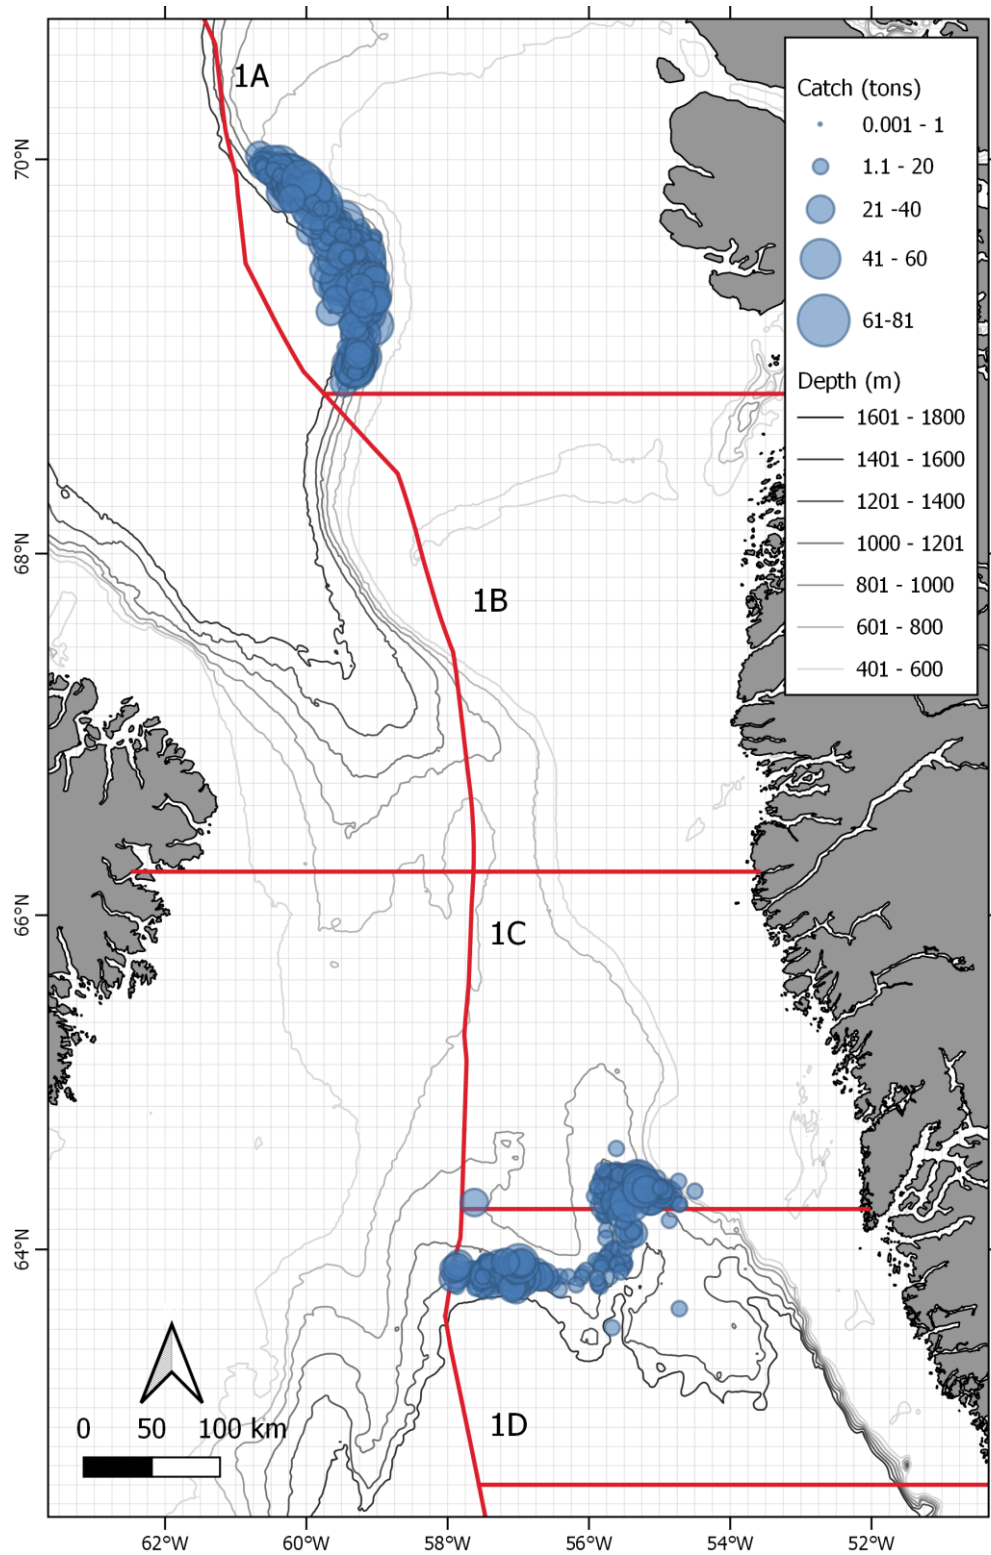 1A
70°N
68°N
66°N
64°N
1B
1C
1D
Catch (tons)
0.001 - 1
1.1 - 20
21 -40
41 - 60
61-81
Depth (m)
1601 - 1800
1401 - 1600
1201 - 1400
1000 - 1201
801 - 1000
601 - 800
401 - 600
0 50 100 km
62°W 60°W 58°W 56°W 54°W 52°W